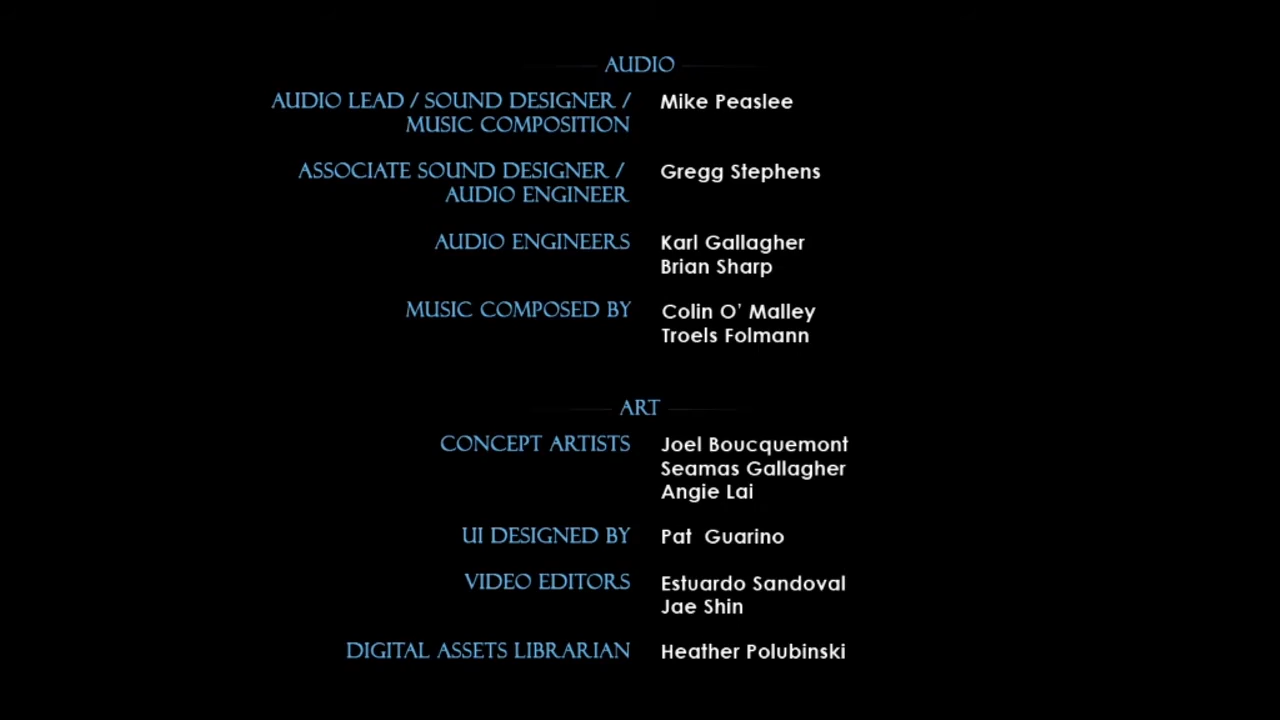 AUDIO
AUDIO LEAD / SOUND DESIGNER / Mike Peaslee
MUSIC COMPOSITION
ASSOCIATE SOUND DESIGNER / Gregg Stephens
AUDIO ENGINEER
AUDIO ENGINEERS Karl Gallagher
Brian Sharp
MUSIC COMPOSED BY Colin O' Malley
Troels Folmann
ART
CONCEPT ARTISTS Joel Boucquemont
Seamas Gallagher
Angie Lai
UI DESIGNED BY Pat Guarino
VIDEO EDITORS Estuardo Sandoval
Jae Shin
DIGITAL ASSETS LIBRARIAN Heather Polubinski